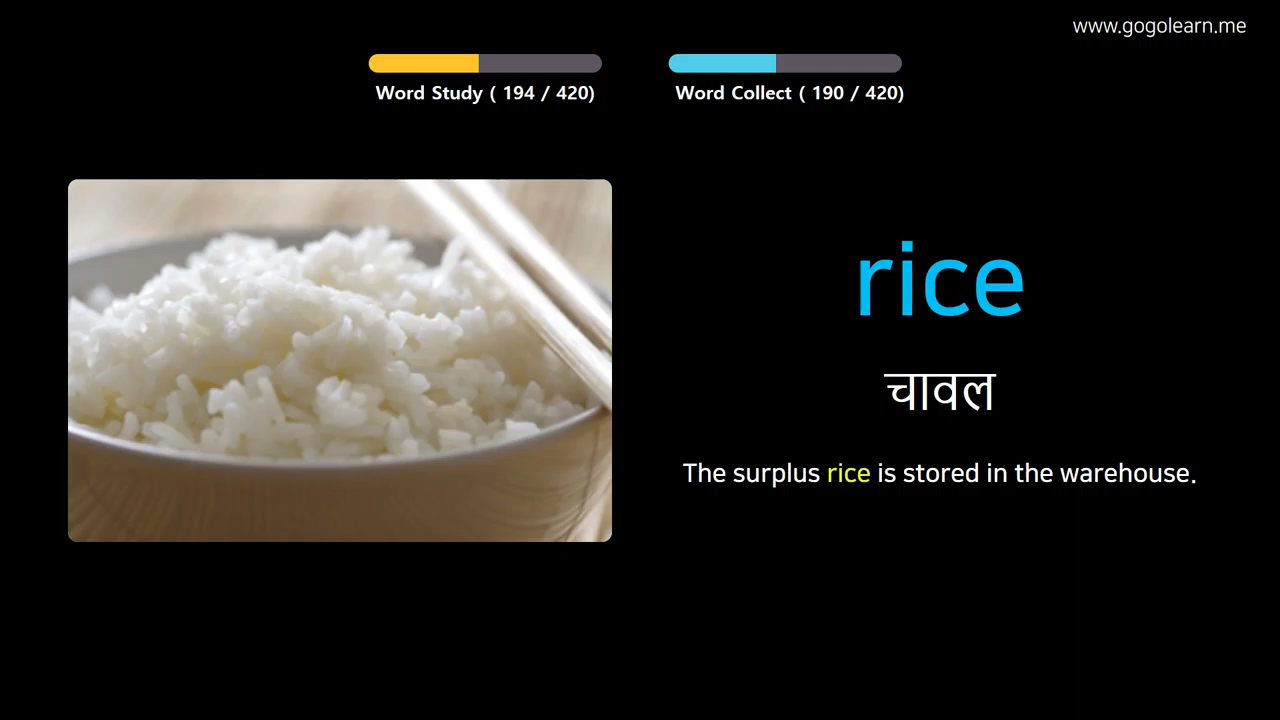 www.gogolearn.me
Word Study ( 194 / 420)
Word Collect ( 190 / 420)
rice
चावल
The surplus rice is stored in the warehouse.